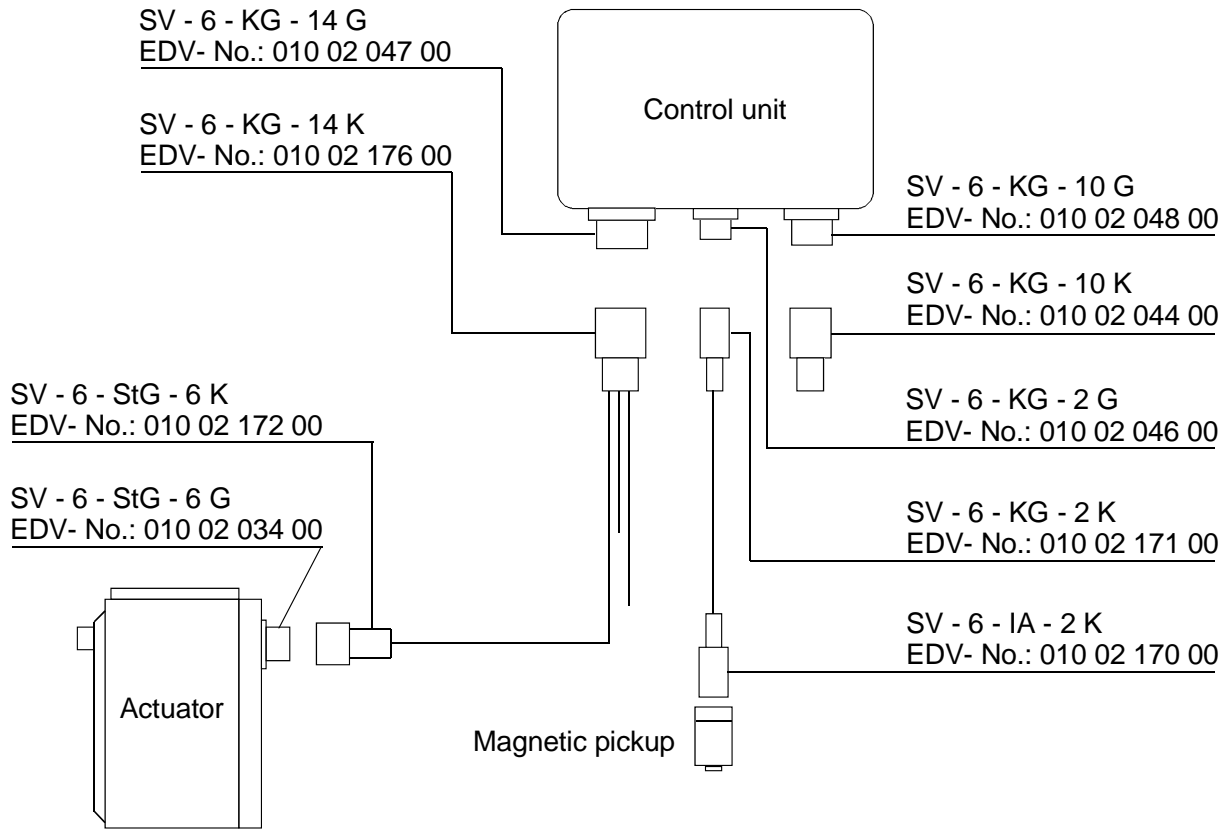 SV - 6 - KG - 14 G
EDV- No.: 010 02 047 00
SV - 6 - KG - 14 K
EDV- No.: 010 02 176 00
Control unit
SV - 6 - KG - 10 G
EDV- No.: 010 02 048 00
SV - 6 - KG - 10 K
EDV- No.: 010 02 044 00
SV - 6 - StG - 6 K
EDV- No.: 010 02 172 00
SV - 6 - KG - 2 G
EDV- No.: 010 02 046 00
SV - 6 - StG - 6 G
EDV- No.: 010 02 034 00
SV - 6 - KG - 2 K
EDV- No.: 010 02 171 00
SV - 6 - IA - 2 K
EDV- No.: 010 02 170 00
Actuator
Magnetic pickup